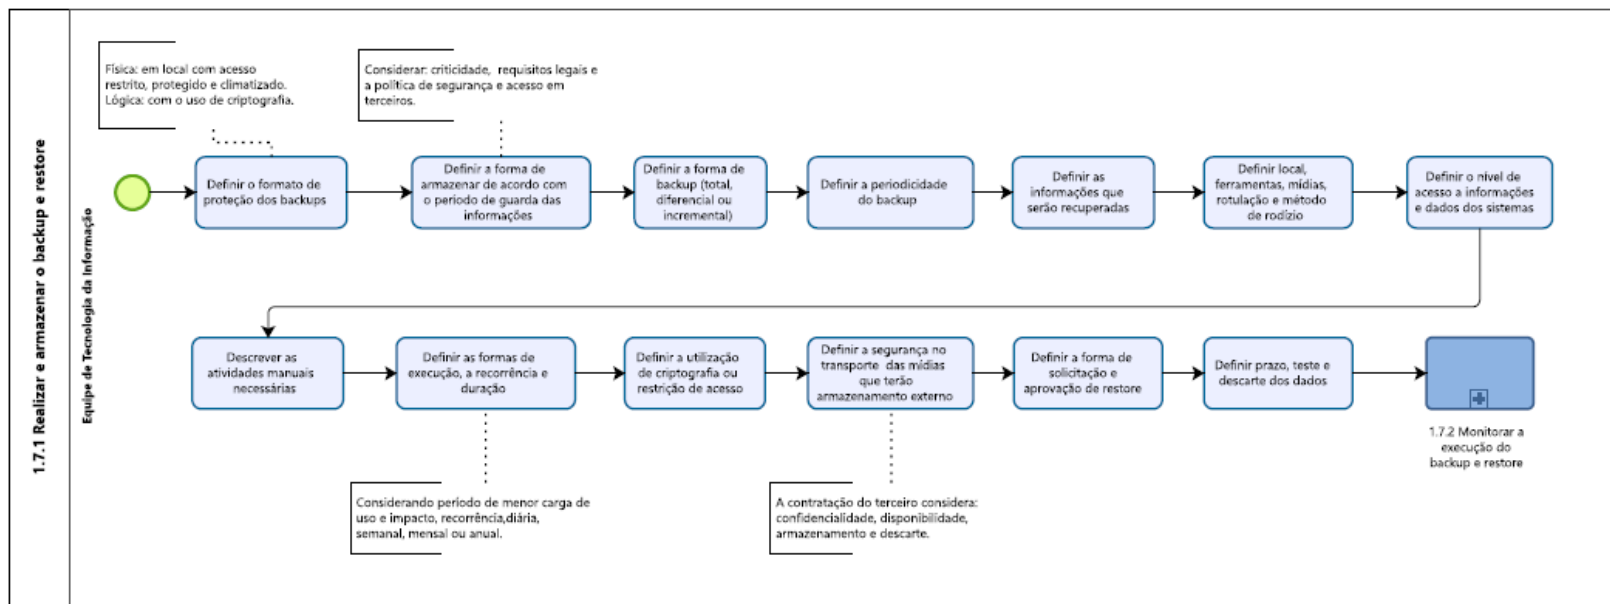 1.7.1 Realizar e armazenar o backup e restore
Equipe de Tecnologia da Informação
Física: em local com acesso
restrito, protegido e climatizado.
Lógica: com o uso de criptografia.
Considerar: criticidade, requisitos legais e
a política de segurança e acesso em
terceiros.
Definir o formato de
proteção dos backups
Definir a forma de
armazenar de acordo com
o período de guarda das
informações
Definir a forma de
backup (total,
diferencial ou
incremental)
Definir a periodicidade
do backup
Definir as
informações que
serão recuperadas
Definir local,
ferramentas, mídias,
rotulação e método
de rodízio
Definir o nível de
acesso a informações
e dados dos sistemas
Descrever as
atividades manuais
necessárias
Definir as formas de
execução, a recorrência e
duração
Definir a utilização
de criptografia ou
restrição de acesso
Definir a segurança no
transporte das mídias
que terão
armazenamento externo
Definir a forma de
solicitação e
aprovação de restore
Definir prazo, teste e
descarte dos dados
1.7.2 Monitorar a
execução do
backup e restore
Considerando período de menor carga de
uso e impacto, recorrência,diária,
semanal, mensal ou anual.
A contratação do terceiro considera:
confidencialidade, disponibilidade,
armazenamento e descarte.